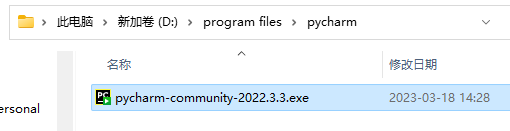 此电脑 > 新加卷 (D:) > program files > pycharm
名称 修改日期
pycharm-community-2022.3.3.exe 2023-03-18 14:28
ersonal